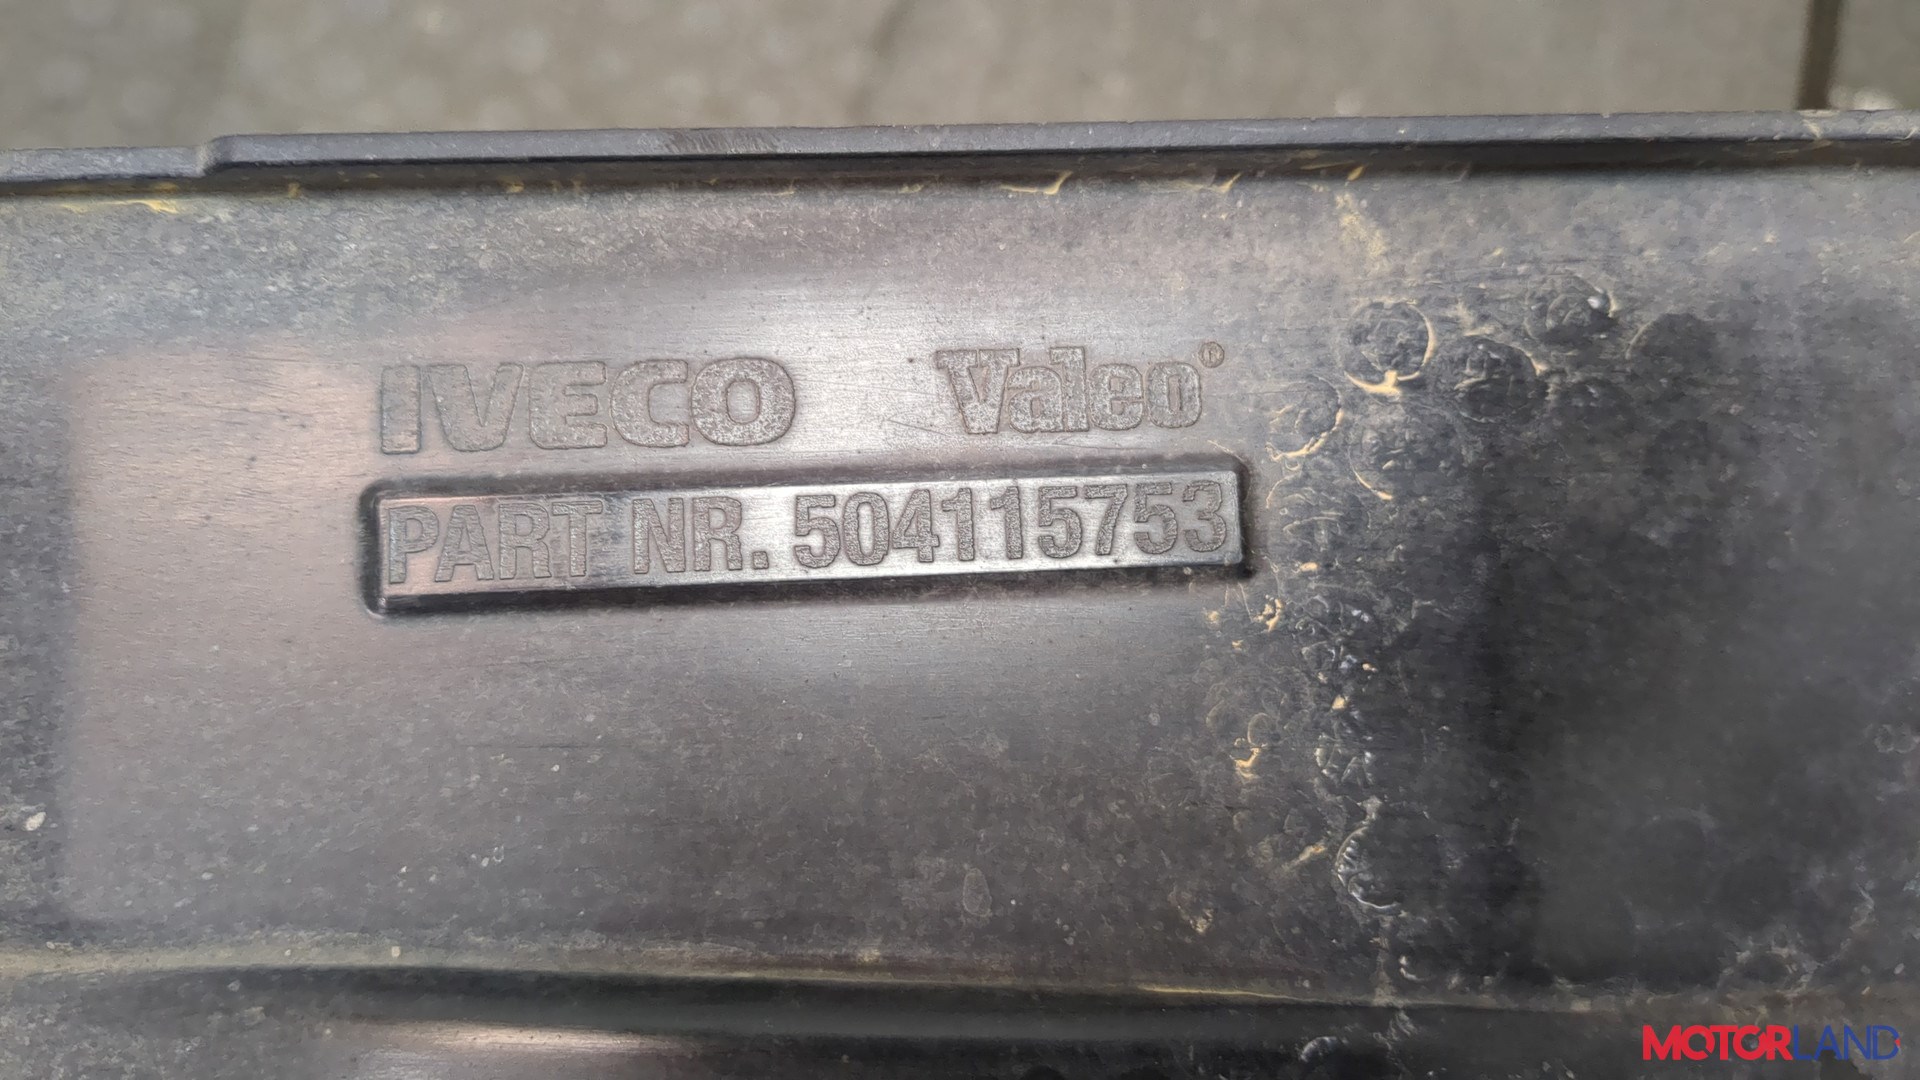 IVECO Valeo®
PART NR. 504115753
MOTORLAND